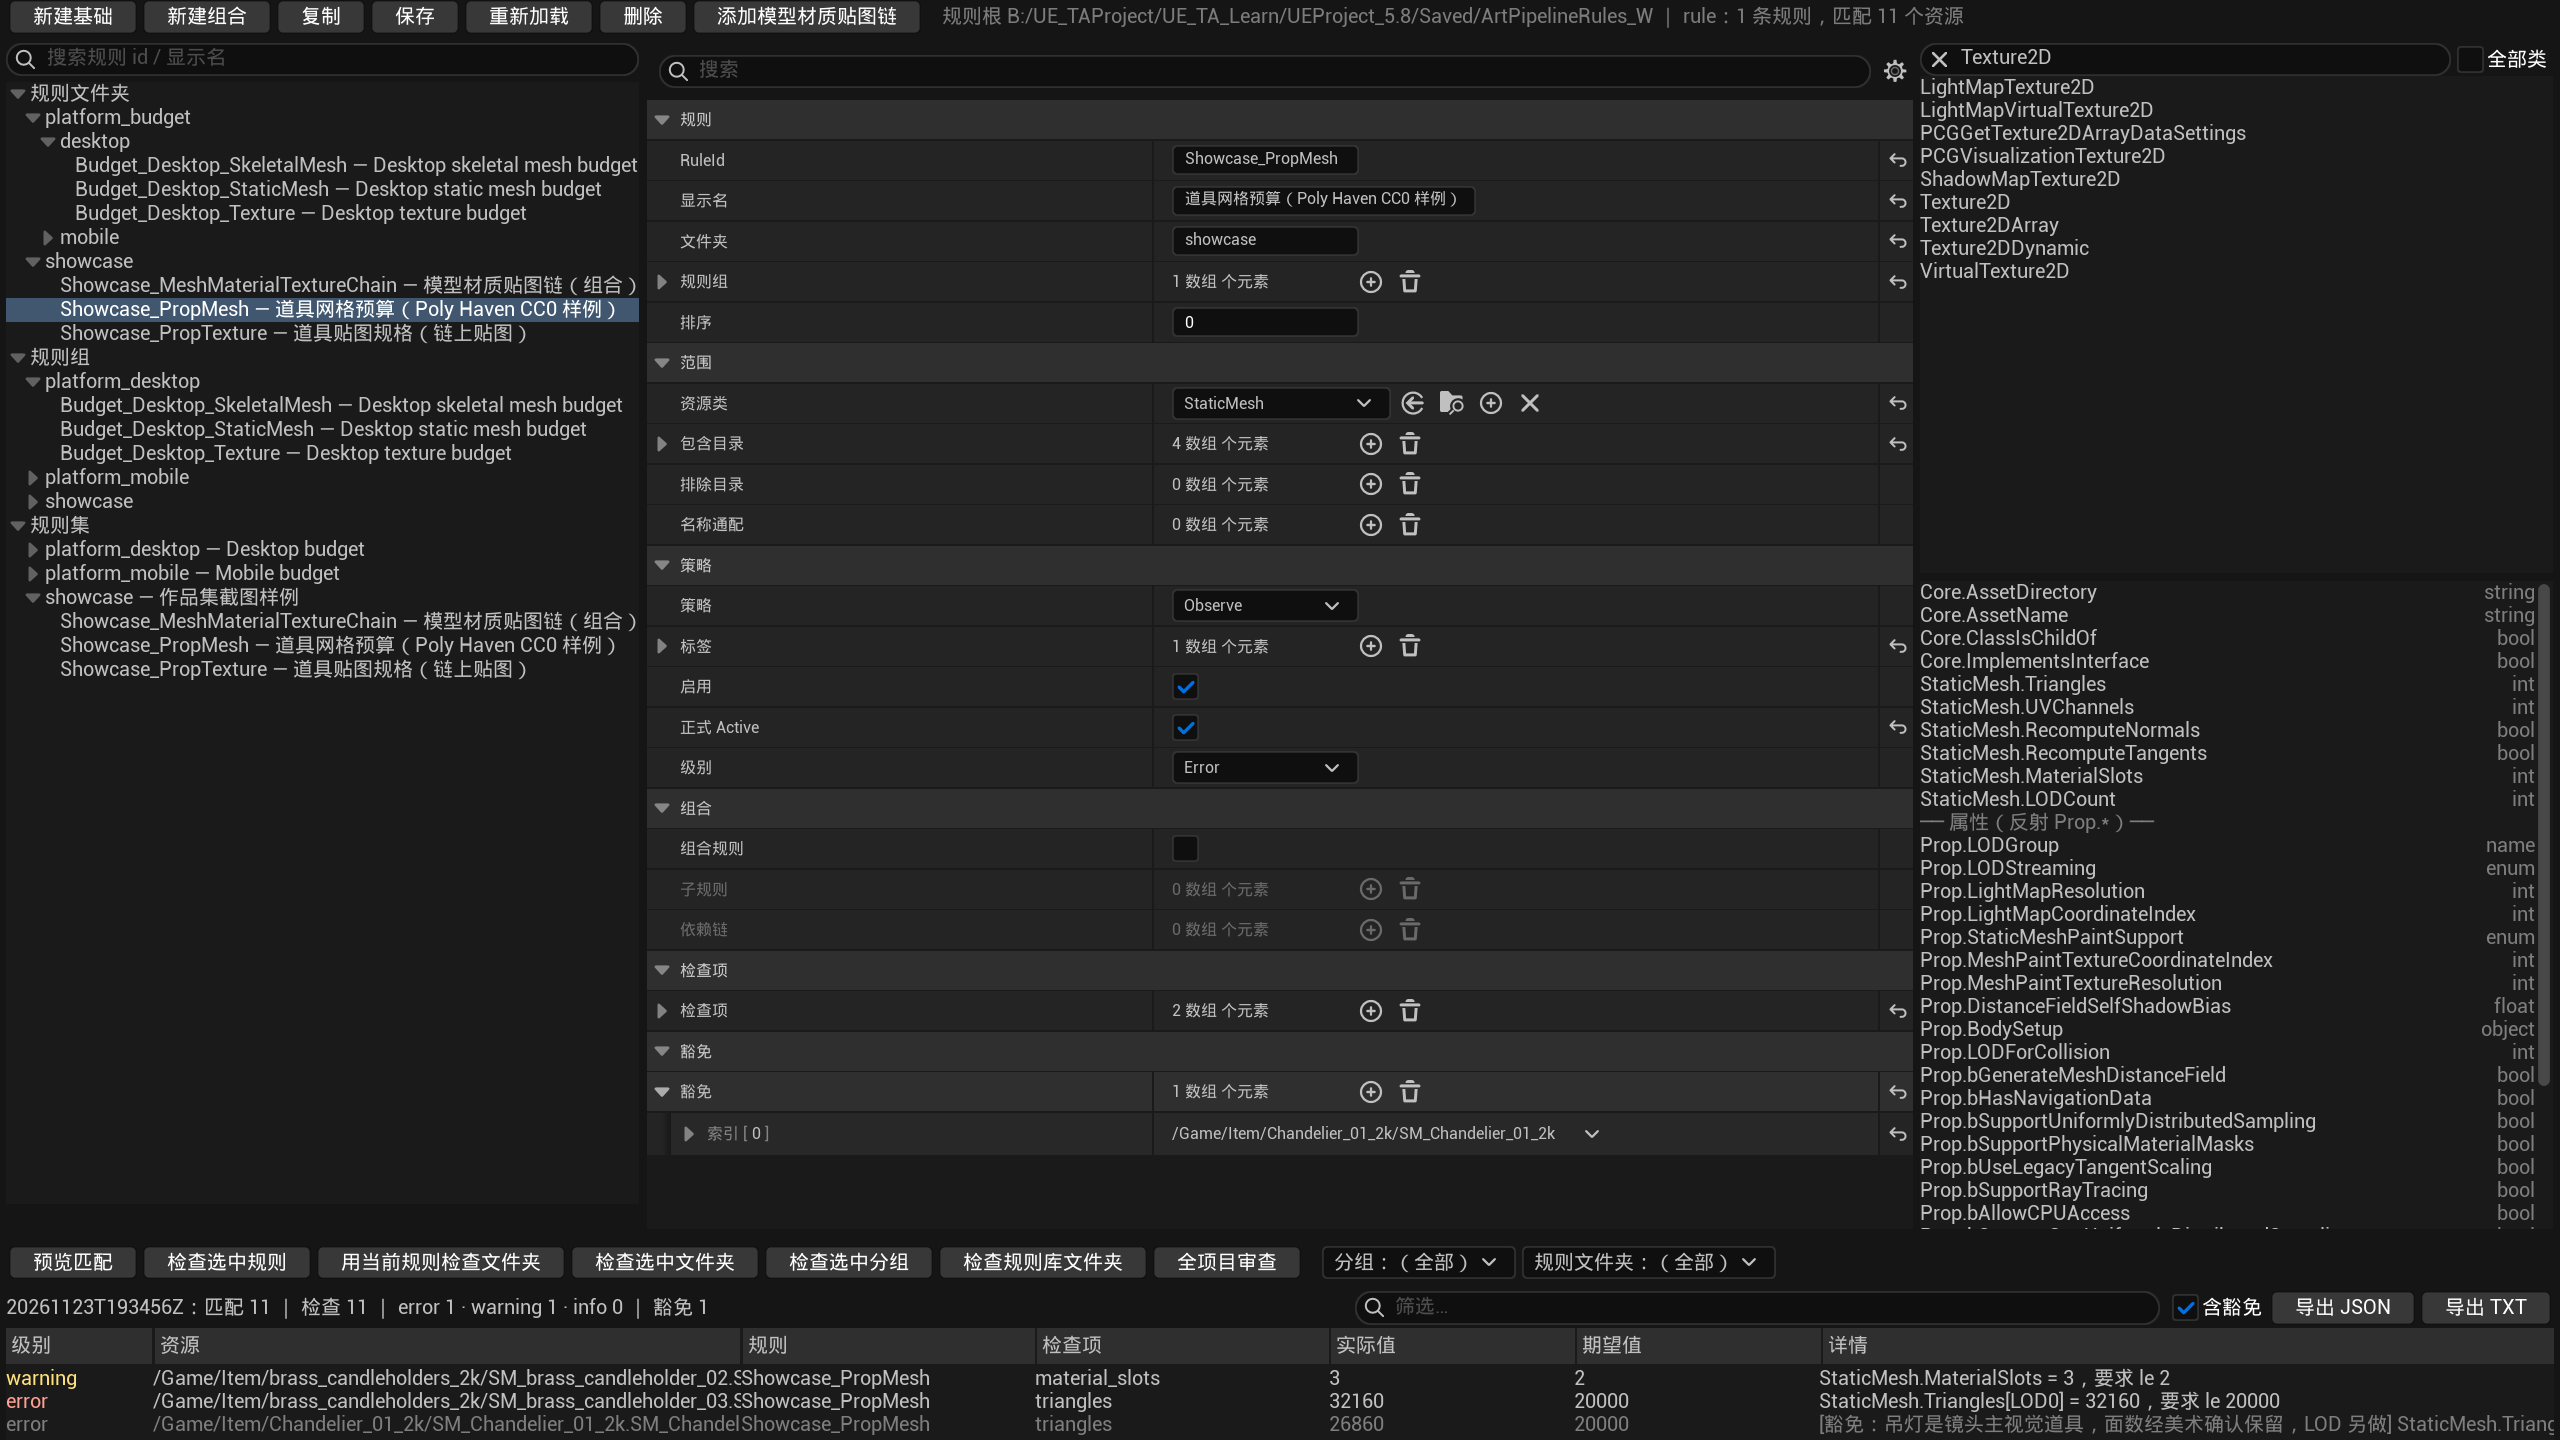 新建基础 新建组合 复制 保存 重新加载 删除 添加模型材质贴图链 规则根 B:/UE_TAProject/UE_TA_Learn/UEProject_5.8/Saved/ArtPipelineRules_W | rule：1 条规则，匹配 11 个资源
搜索规则 id / 显示名
规则文件夹
platform_budget
desktop
Budget_Desktop_SkeletalMesh — Desktop skeletal mesh budget
Budget_Desktop_StaticMesh — Desktop static mesh budget
Budget_Desktop_Texture — Desktop texture budget
mobile
showcase
Showcase_MeshMaterialTextureChain — 模型材质贴图链（组合）
Showcase_PropMesh — 道具网格预算（Poly Haven CC0 样例）
Showcase_PropTexture — 道具贴图规格（链上贴图）
规则组
platform_desktop
Budget_Desktop_SkeletalMesh — Desktop skeletal mesh budget
Budget_Desktop_StaticMesh — Desktop static mesh budget
Budget_Desktop_Texture — Desktop texture budget
platform_mobile
showcase
规则集
platform_desktop — Desktop budget
platform_mobile — Mobile budget
showcase — 作品集截图样例
Showcase_MeshMaterialTextureChain — 模型材质贴图链（组合）
Showcase_PropMesh — 道具网格预算（Poly Haven CC0 样例）
Showcase_PropTexture — 道具贴图规格（链上贴图）
搜索
规则
RuleId Showcase_PropMesh
显示名 道具网格预算（Poly Haven CC0 样例）
文件夹 showcase
规则组 1 数组 个元素
排序 0
范围
资源类 StaticMesh
包含目录 4 数组 个元素
排除目录 0 数组 个元素
名称通配 0 数组 个元素
策略
策略 Observe
标签 1 数组 个元素
启用
正式 Active
级别 Error
组合
组合规则
子规则 0 数组 个元素
依赖链 0 数组 个元素
检查项
检查项 2 数组 个元素
豁免
豁免 1 数组 个元素
索引 [ 0 ] /Game/Item/Chandelier_01_2k/SM_Chandelier_01_2k
Texture2D 全部类
LightMapTexture2D
LightMapVirtualTexture2D
PCGGetTexture2DArrayDataSettings
PCGVisualizationTexture2D
ShadowMapTexture2D
Texture2D
Texture2DArray
Texture2DDynamic
VirtualTexture2D
Core.AssetDirectory string
Core.AssetName string
Core.ClassIsChildOf bool
Core.ImplementsInterface bool
StaticMesh.Triangles int
StaticMesh.UVChannels int
StaticMesh.RecomputeNormals bool
StaticMesh.RecomputeTangents bool
StaticMesh.MaterialSlots int
StaticMesh.LODCount int
── 属性（反射 Prop.*）──
Prop.LODGroup name
Prop.LODStreaming enum
Prop.LightMapResolution int
Prop.LightMapCoordinateIndex int
Prop.StaticMeshPaintSupport enum
Prop.MeshPaintTextureCoordinateIndex int
Prop.MeshPaintTextureResolution int
Prop.DistanceFieldSelfShadowBias float
Prop.BodySetup object
Prop.LODForCollision int
Prop.bGenerateMeshDistanceField bool
Prop.bHasNavigationData bool
Prop.bSupportUniformlyDistributedSampling bool
Prop.bSupportPhysicalMaterialMasks bool
Prop.bUseLegacyTangentScaling bool
Prop.bSupportRayTracing bool
Prop.bAllowCPUAccess bool
预览匹配 检查选中规则 用当前规则检查文件夹 检查选中文件夹 检查选中分组 检查规则库文件夹 全项目审查 分组：（全部） 规则文件夹：（全部）
20261123T193456Z：匹配 11 | 检查 11 | error 1 · warning 1 · info 0 | 豁免 1 筛选... 含豁免 导出 JSON 导出 TXT
级别 资源 规则 检查项 实际值 期望值 详情
warning /Game/Item/brass_candleholders_2k/SM_brass_candleholder_02.S Showcase_PropMesh material_slots 3 2 StaticMesh.MaterialSlots = 3，要求 le 2
error /Game/Item/brass_candleholders_2k/SM_brass_candleholder_03.S Showcase_PropMesh triangles 32160 20000 StaticMesh.Triangles[LOD0] = 32160，要求 le 20000
error /Game/Item/Chandelier_01_2k/SM_Chandelier_01_2k.SM_Chandel Showcase_PropMesh triangles 26860 20000 [豁免：吊灯是镜头主视觉道具，面数经美术确认保留，LOD 另做] StaticMesh.Triang